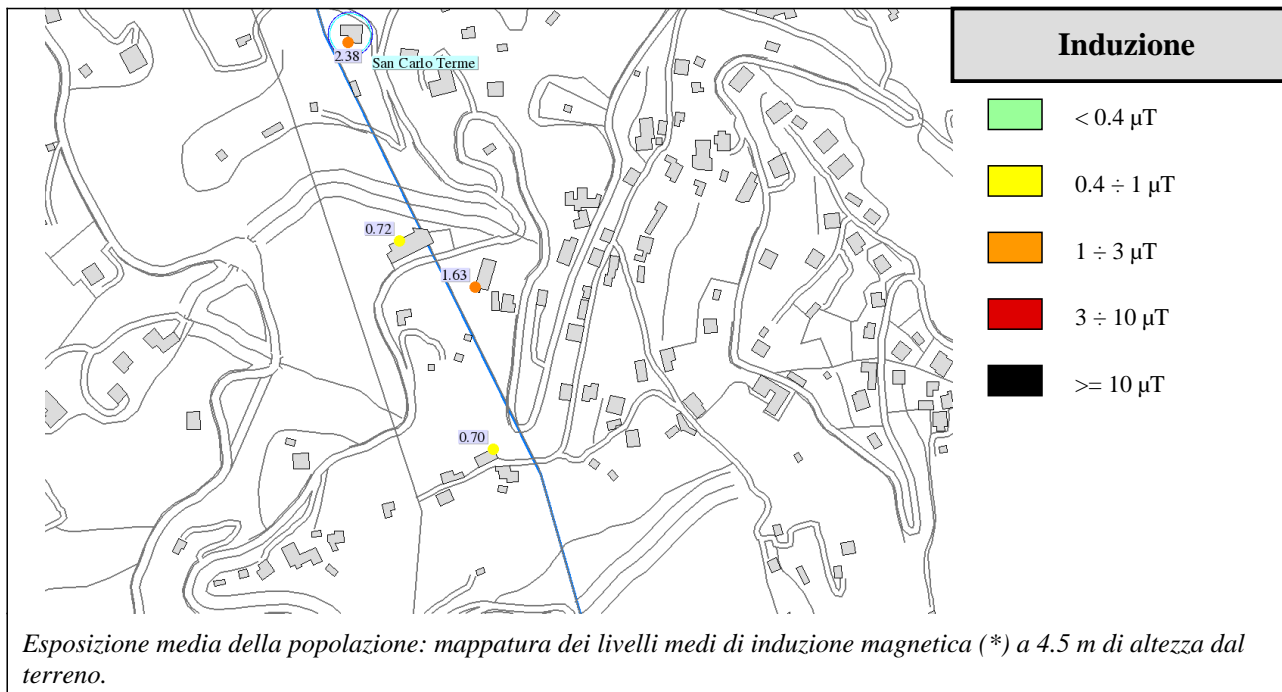 Induzione
2.38
San Carlo Terme
< 0.4 µT
0.4 ÷ 1 µT
0.72
1 ÷ 3 µT
1.63
3 ÷ 10 µT
>= 10 µT
0.70
Esposizione media della popolazione: mappatura dei livelli medi di induzione magnetica (*) a 4.5 m di altezza dal
terreno.